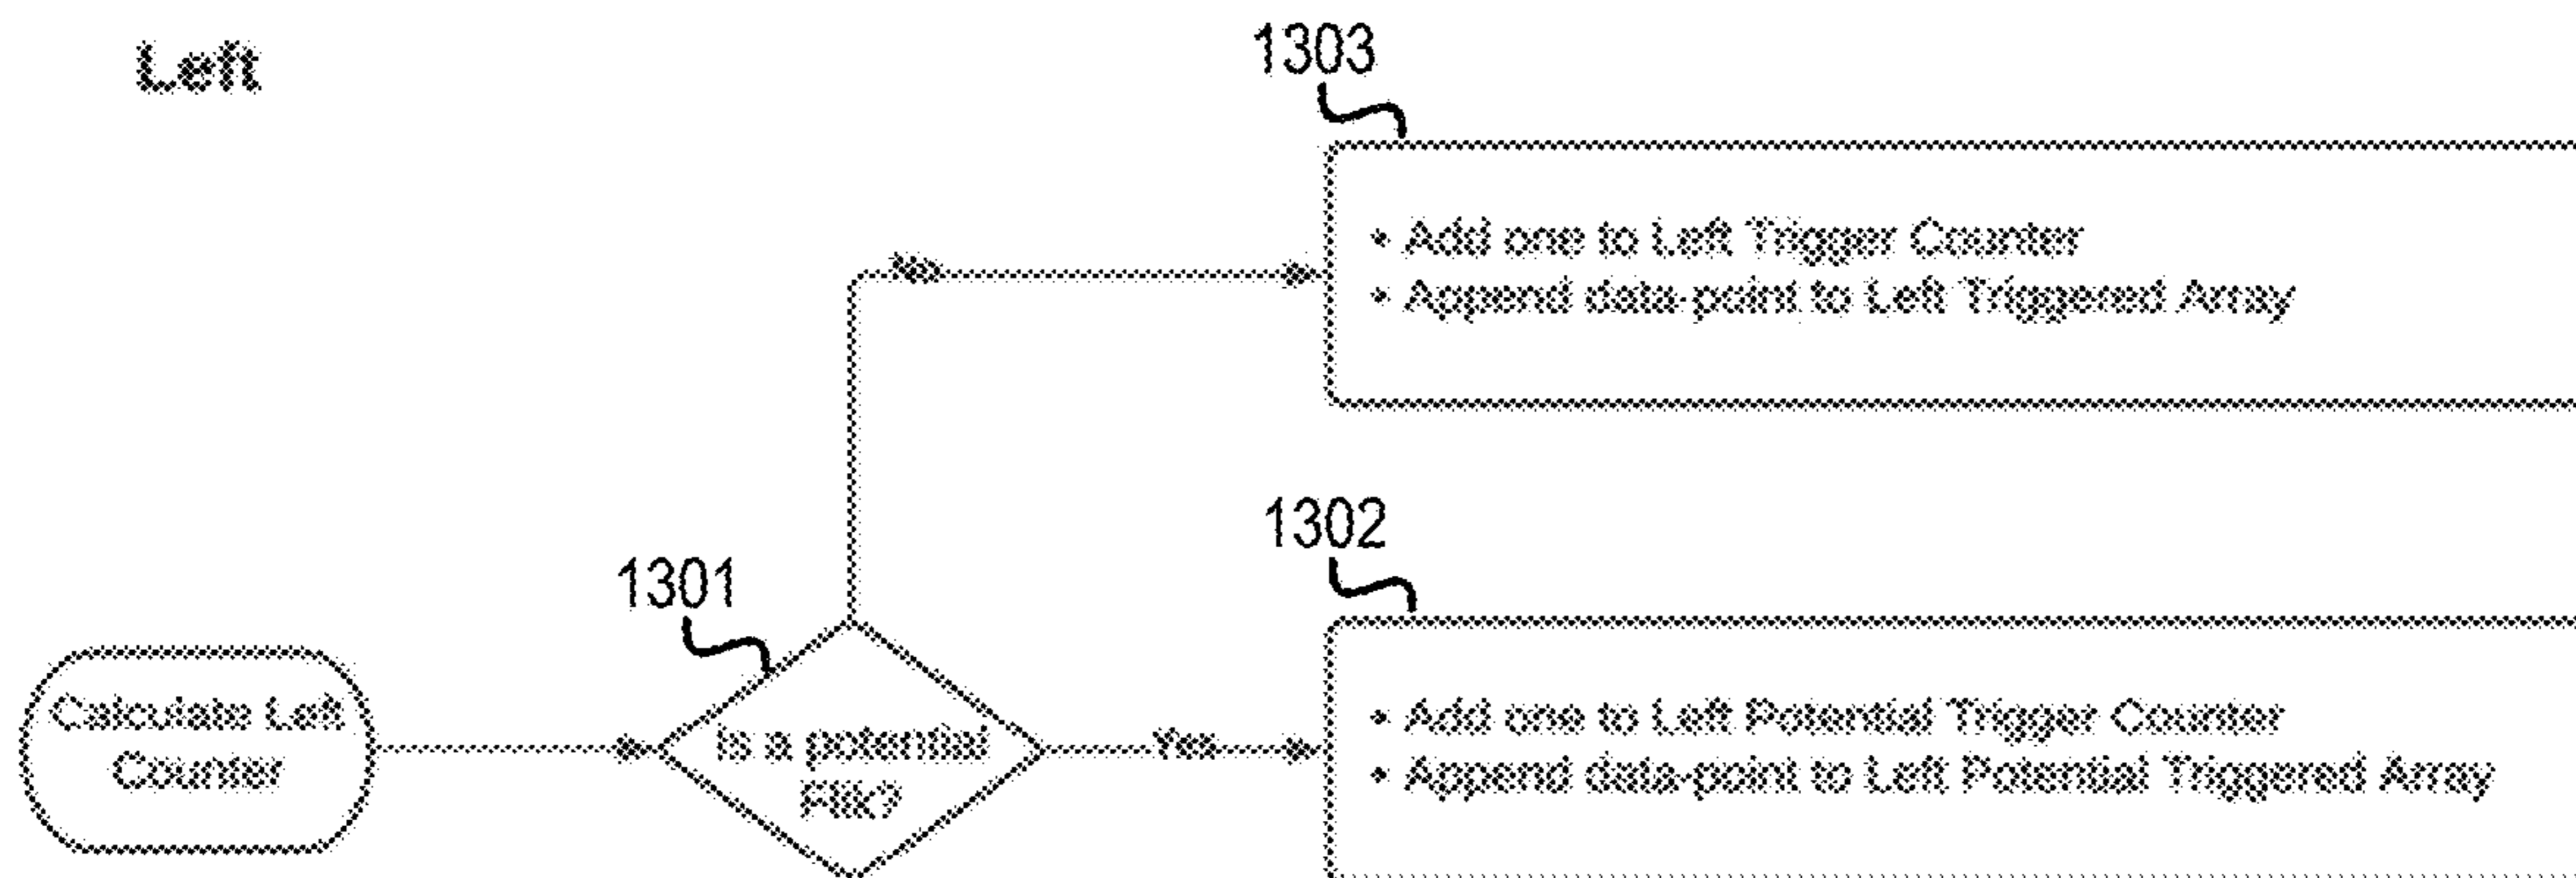 Left
1303
• Add one to Left Trigger Counter
• Append data-point to Left Triggered Array
No
1302
1301
Calculate Left
Counter
Is a potential
Flik?
Yes
• Add one to Left Potential Trigger Counter
• Append data-point to Left Potential Triggered Array